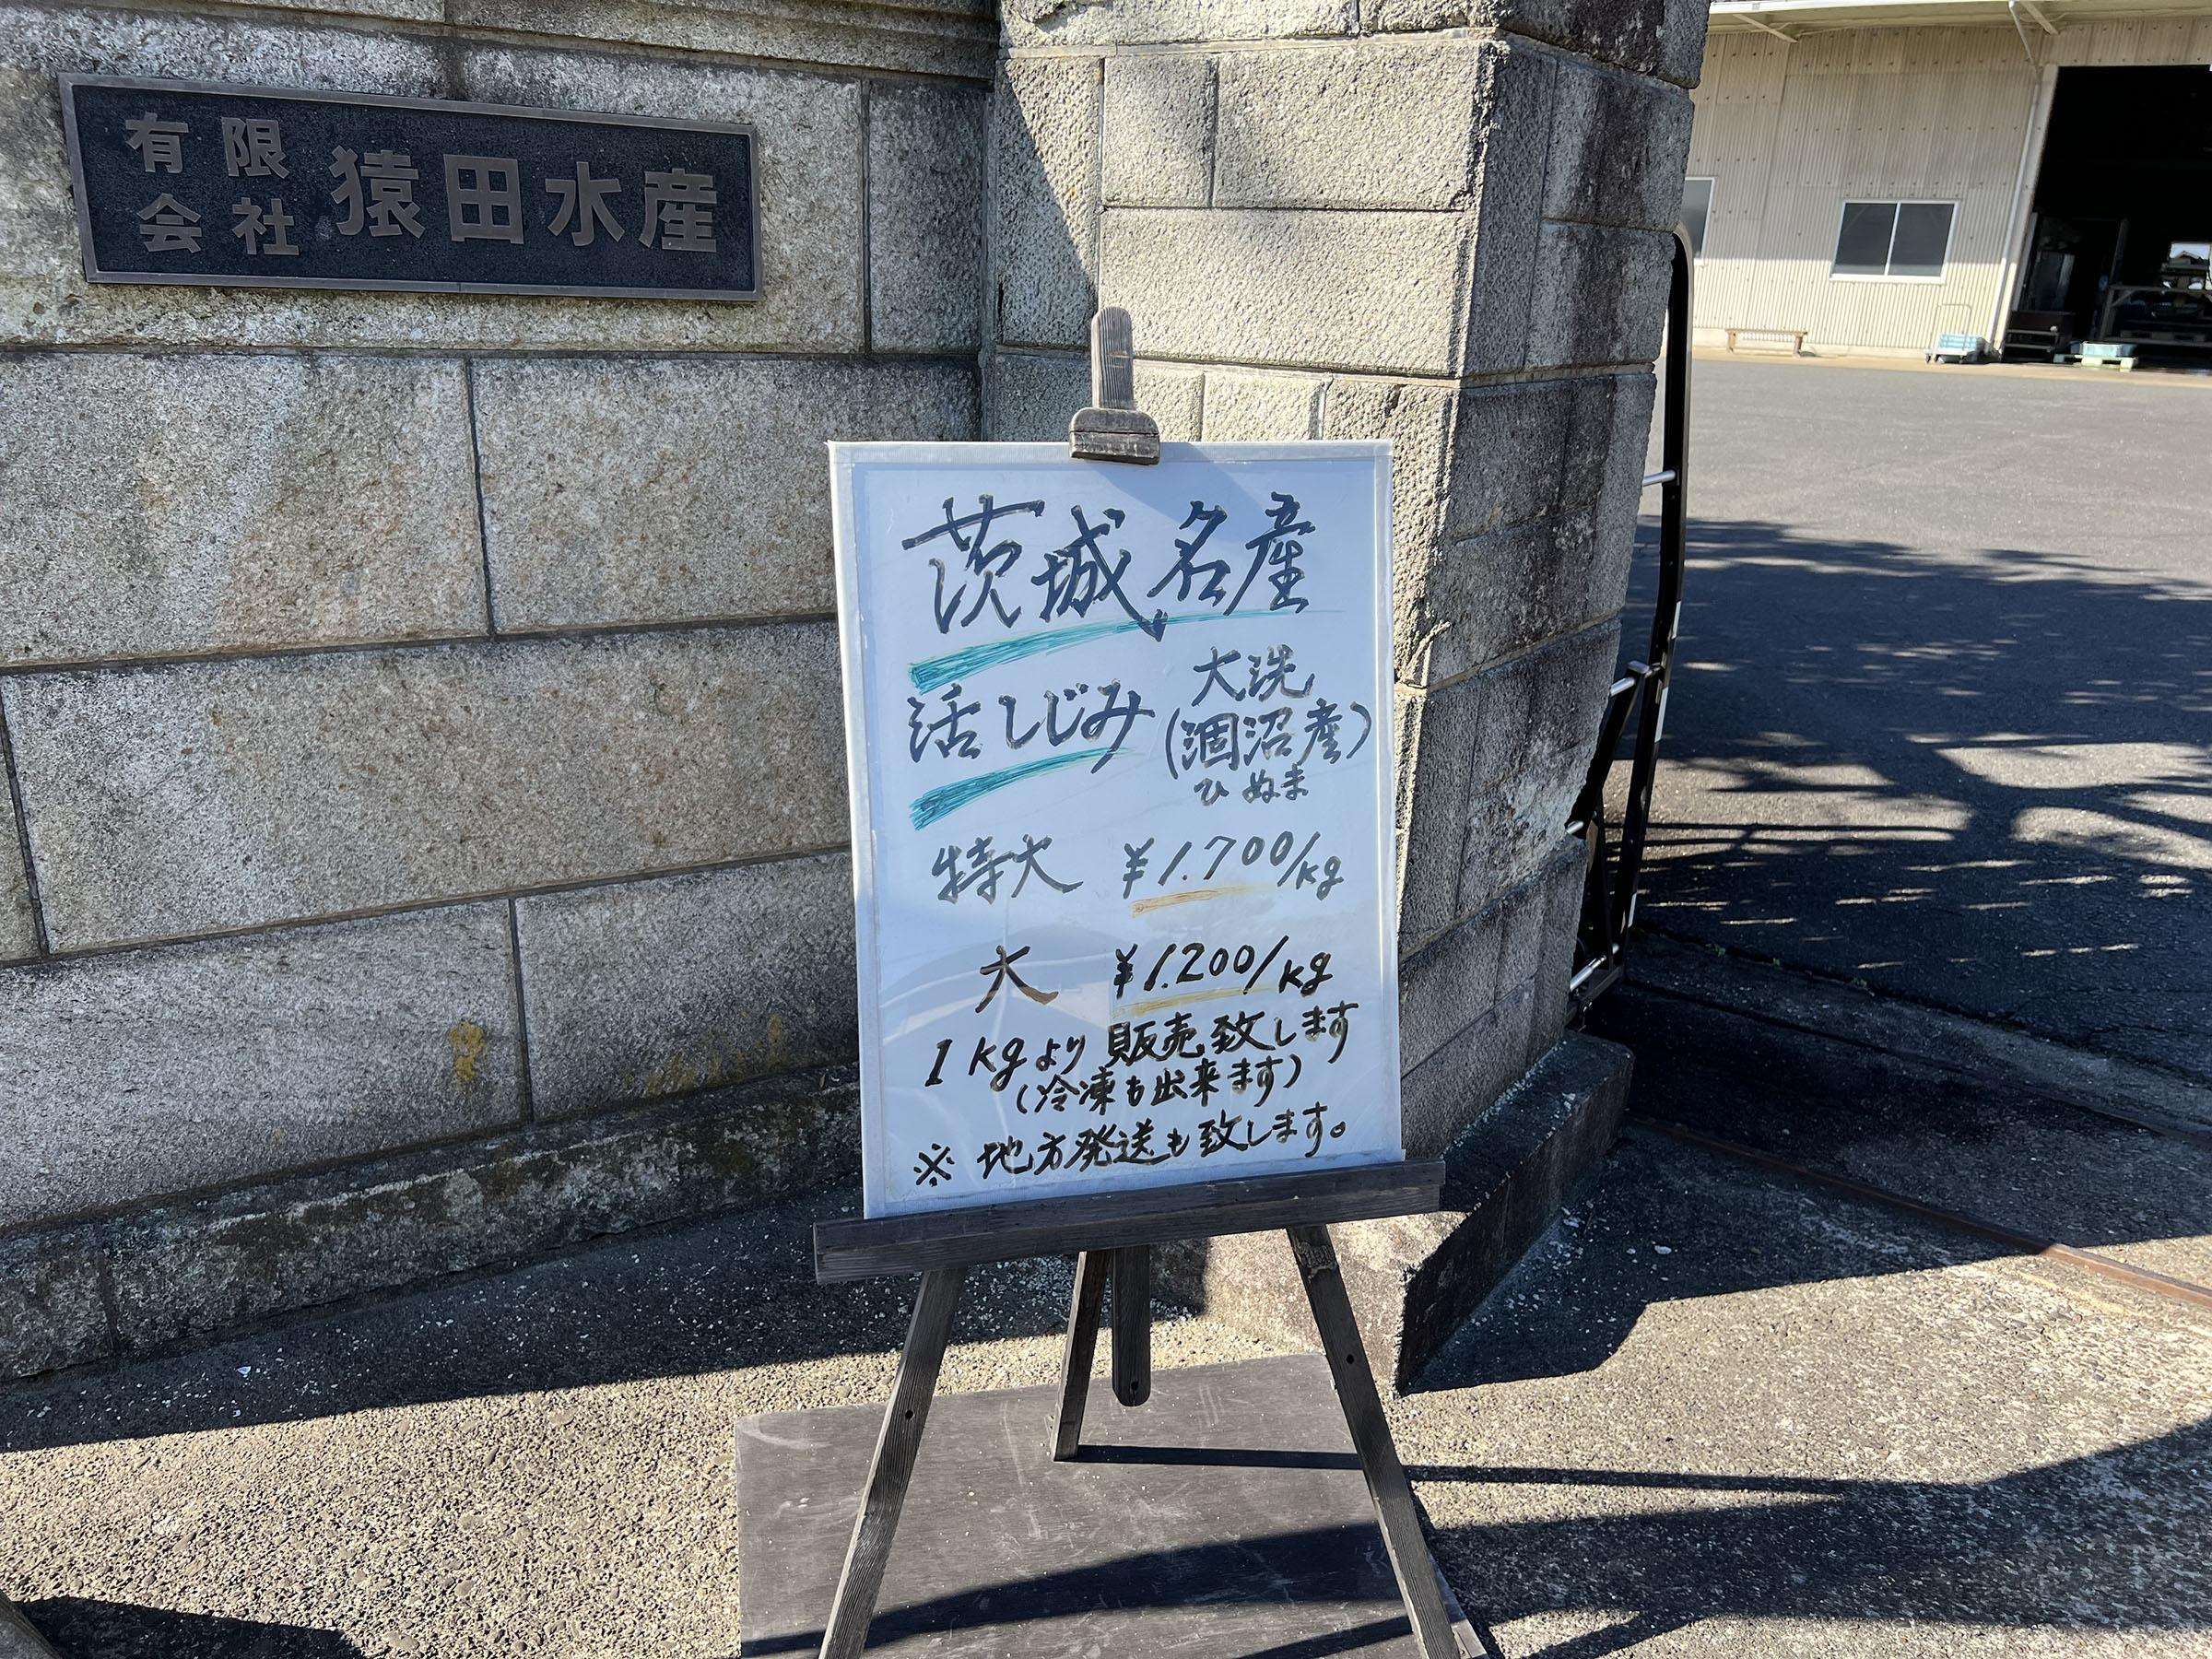 有限会社 猿田水産
茨城名産
活しじみ
大洗
(涸沼産)
ひぬま
特大 ¥1.700/kg
大 ¥1.200/kg
1kgより販売致します
(冷凍も出来ます)
※ 地方発送も致します。